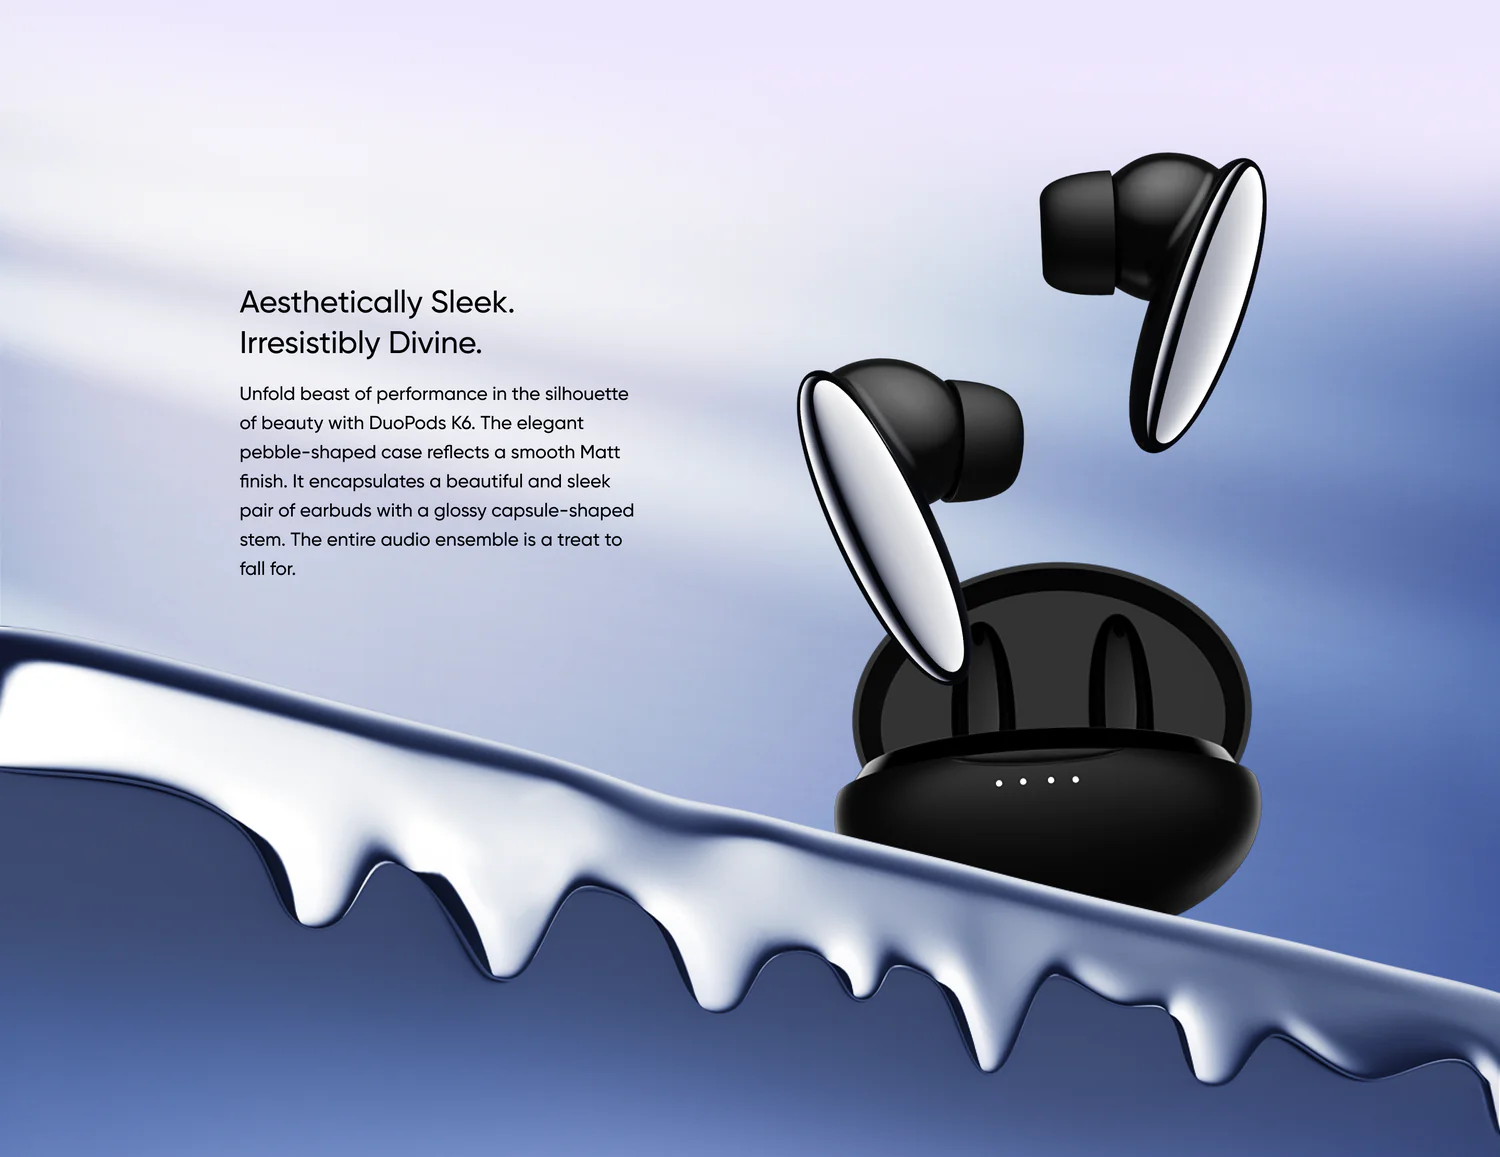 Aesthetically Sleek.
Irresistibly Divine.
Unfold beast of performance in the silhouette
of beauty with DuoPods K6. The elegant
pebble-shaped case reflects a smooth Matt
finish. It encapsulates a beautiful and sleek
pair of earbuds with a glossy capsule-shaped
stem. The entire audio ensemble is a treat to
fall for.